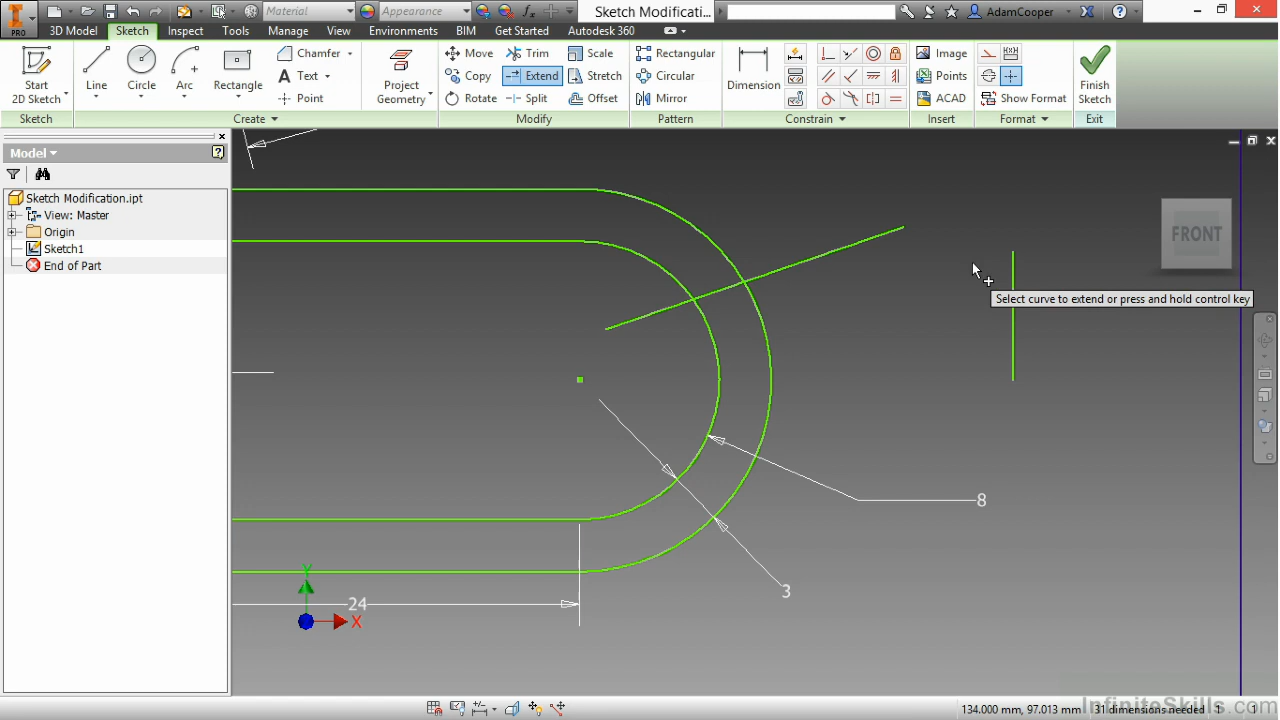 PRO
Material
Appearance
Sketch Modificati...
AdamCooper
3D Model
Sketch
Inspect
Tools
Manage
View
Environments
BIM
Get Started
Autodesk 360
Start
2D Sketch
Line
Circle
Arc
Rectangle
Chamfer
Text
Point
Project
Geometry
Move
Copy
Rotate
Trim
Extend
Split
Scale
Stretch
Offset
Rectangular
Circular
Mirror
Dimension
Image
Points
ACAD
Show Format
Finish
Sketch
Sketch
Create
Modify
Pattern
Constrain
Insert
Format
Exit
Model
Sketch Modification.ipt
View: Master
Origin
Sketch1
End of Part
FRONT
Select curve to extend or press and hold control key
8
3
24
Y
X
134.000 mm, 97.013 mm
31 dimensions needed
1
1
InfiniteSkills.com